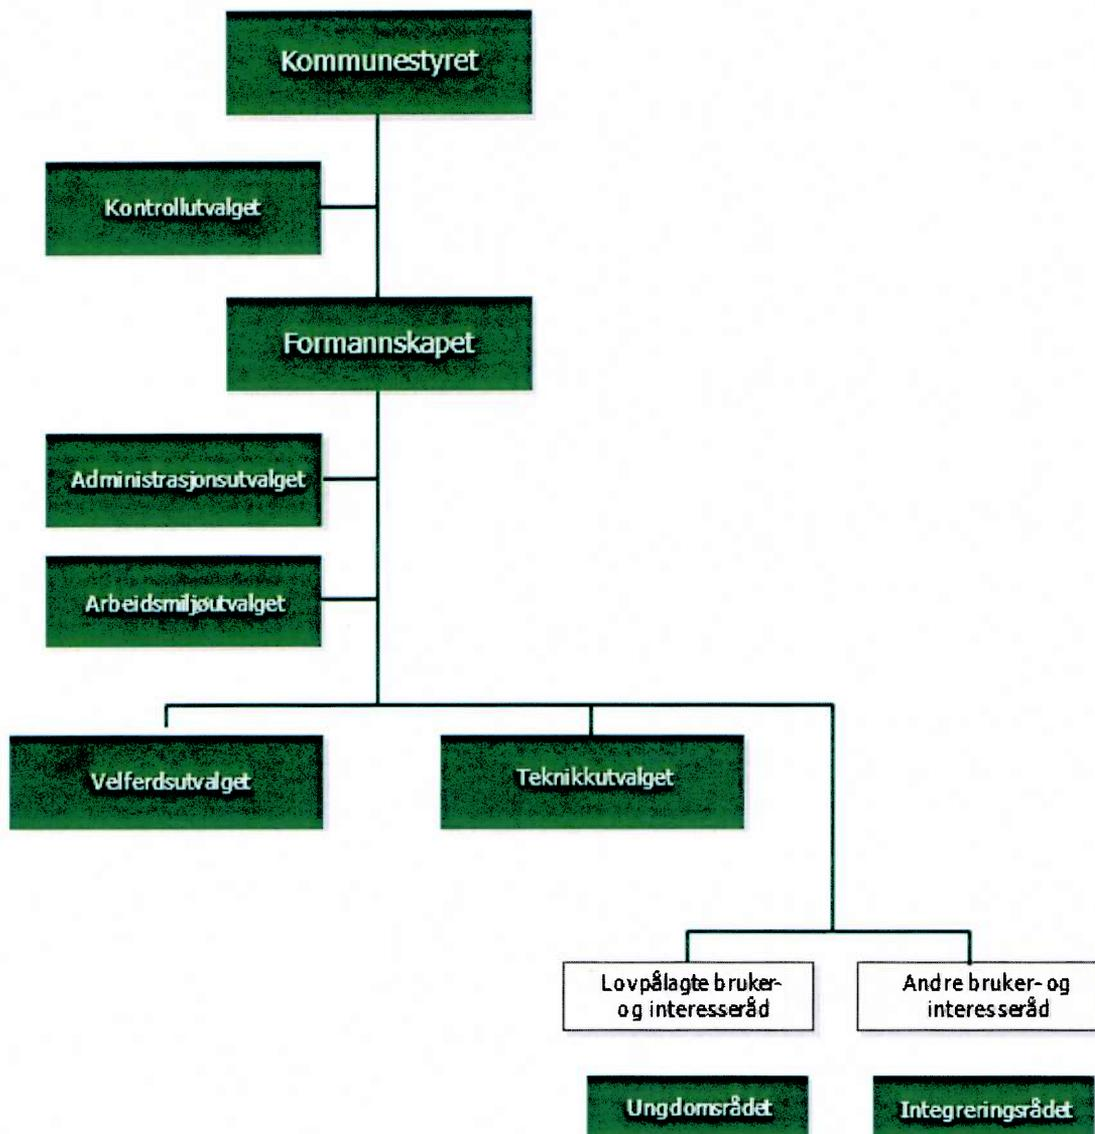 Kommunestyret
Kontrollutvalget
Formannskapet
Administrasjonsutvalget
Arbeidsmiljøutvalget
Velferdsutvalget
Teknikkutvalget
Lovpålagte bruker-
og interesseråd
Andre bruker- og
interesseråd
Ungdomsrådet
Integreringsrådet